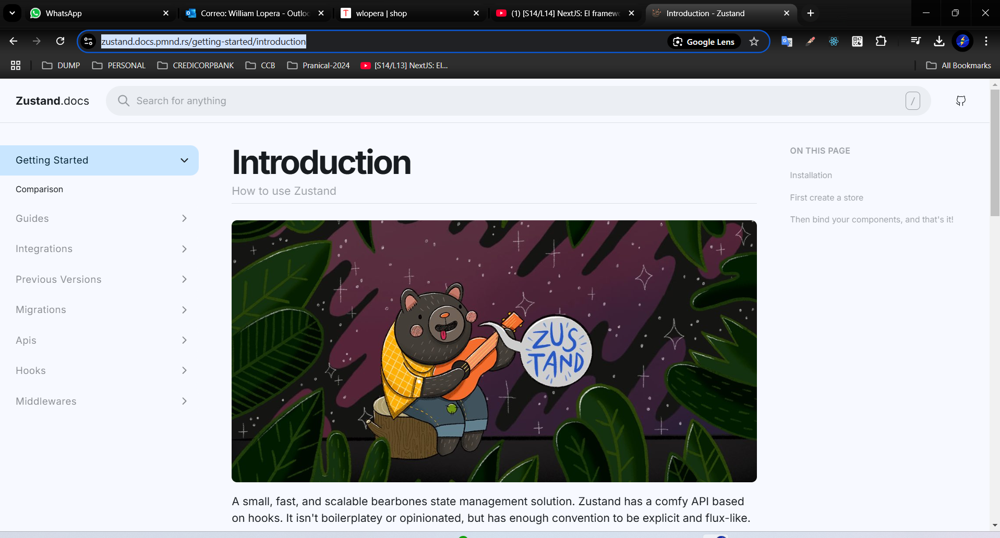 WhatsApp
Correo: William Lopera - Outloo
wlopera | shop
(1) [S14/L14] NextJS: El framewo
Introduction - Zustand
zustand.docs.pmnd.rs/getting-started/introduction
Google Lens
DUMP
PERSONAL
CREDICORPBANK
CCB
Pranical-2024
[S14/L13] NextJS: El...
All Bookmarks
Zustand.docs
Search for anything
/
Getting Started
Comparison
Guides
Integrations
Previous Versions
Migrations
Apis
Hooks
Middlewares
Introduction
How to use Zustand
ZUS
TAND
A small, fast, and scalable bearbones state management solution. Zustand has a comfy API based
on hooks. It isn't boilerplatey or opinionated, but has enough convention to be explicit and flux-like.
ON THIS PAGE
Installation
First create a store
Then bind your components, and that's it!